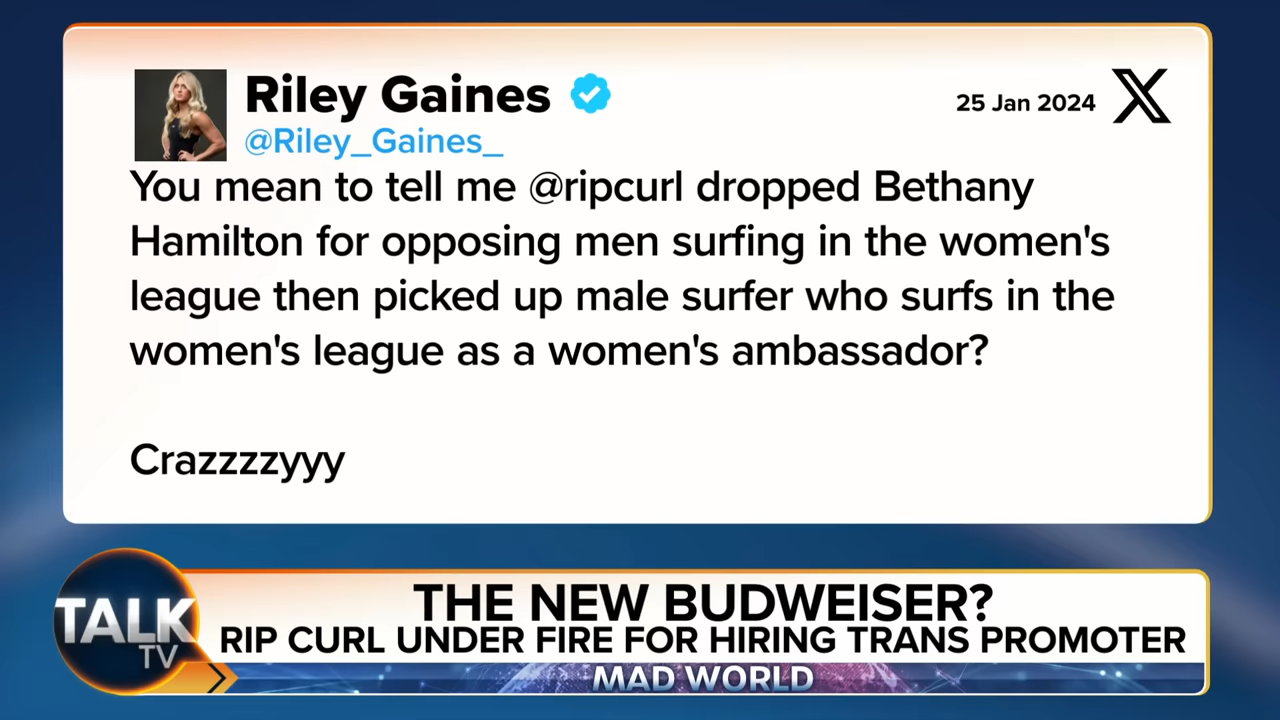 Riley Gaines
25 Jan 2024
@Riley_Gaines_
You mean to tell me @ripcurl dropped Bethany
Hamilton for opposing men surfing in the women's
league then picked up male surfer who surfs in the
women's league as a women's ambassador?
Crazzzzyyy
TALK
TV
THE NEW BUDWEISER?
RIP CURL UNDER FIRE FOR HIRING TRANS PROMOTER
MAD WORLD